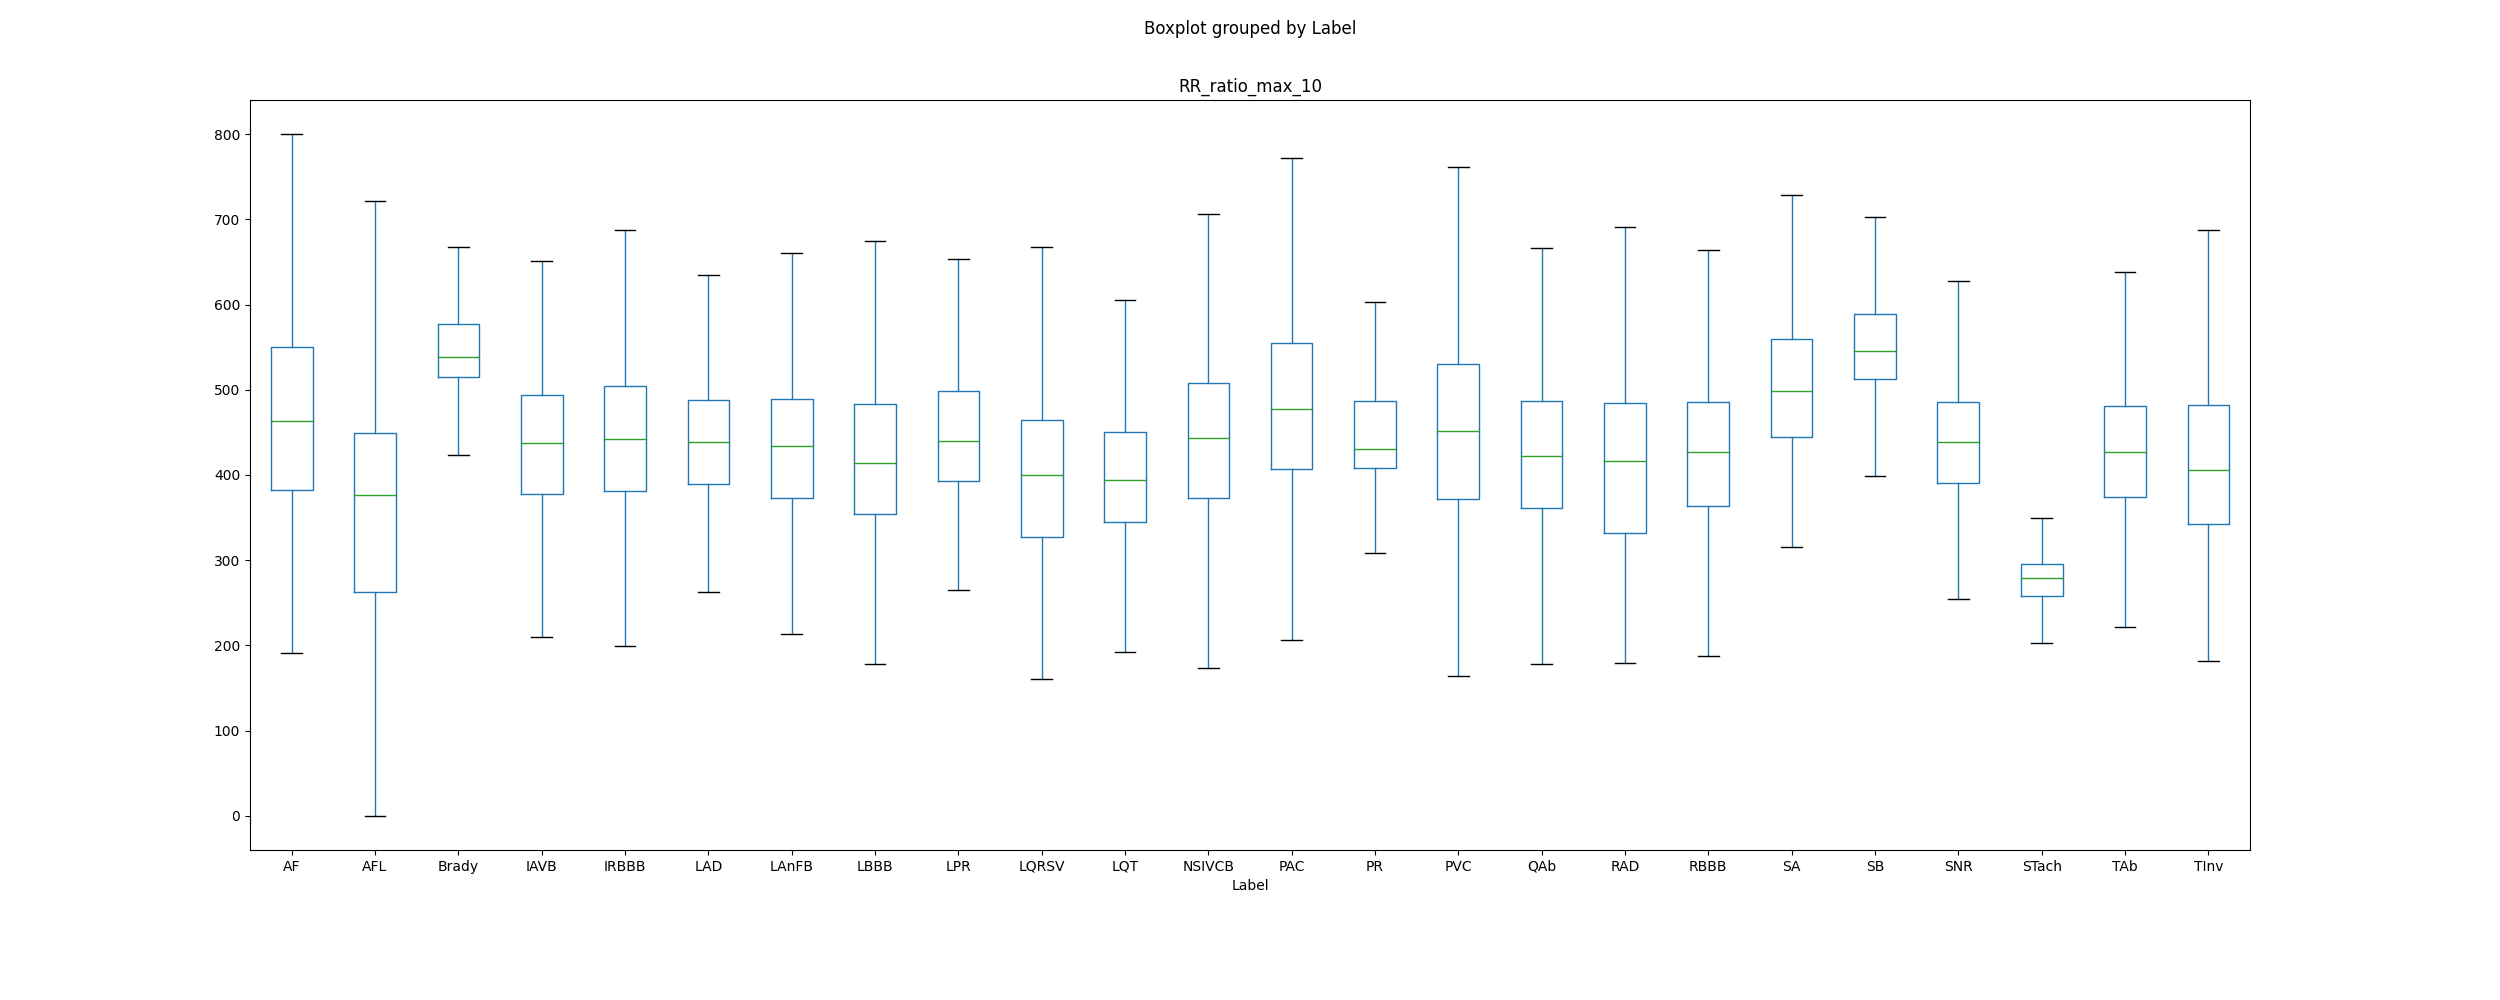 Boxplot grouped by Label
RR_ratio_max_10
800
700
600
500
400
300
200
100
0
AF AFL Brady IAVB IRBBB LAD LAnFB LBBB LPR LQRSV LQT NSIVCB PAC PR PVC QAb RAD RBBB SA SB SNR STach TAb TInv
Label